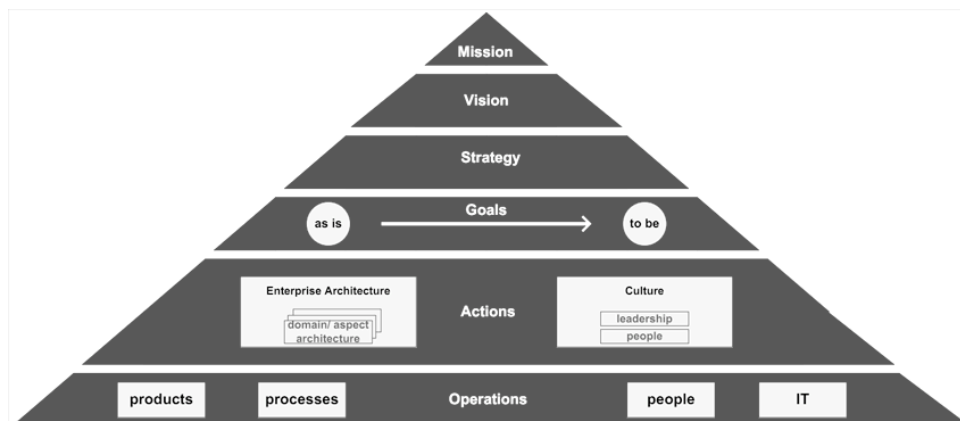 Mission
Vision
Strategy
Goals
as is
to be
Enterprise Architecture
domain/ aspect
architecture
Actions
Culture
leadership
people
products
processes
Operations
people
IT